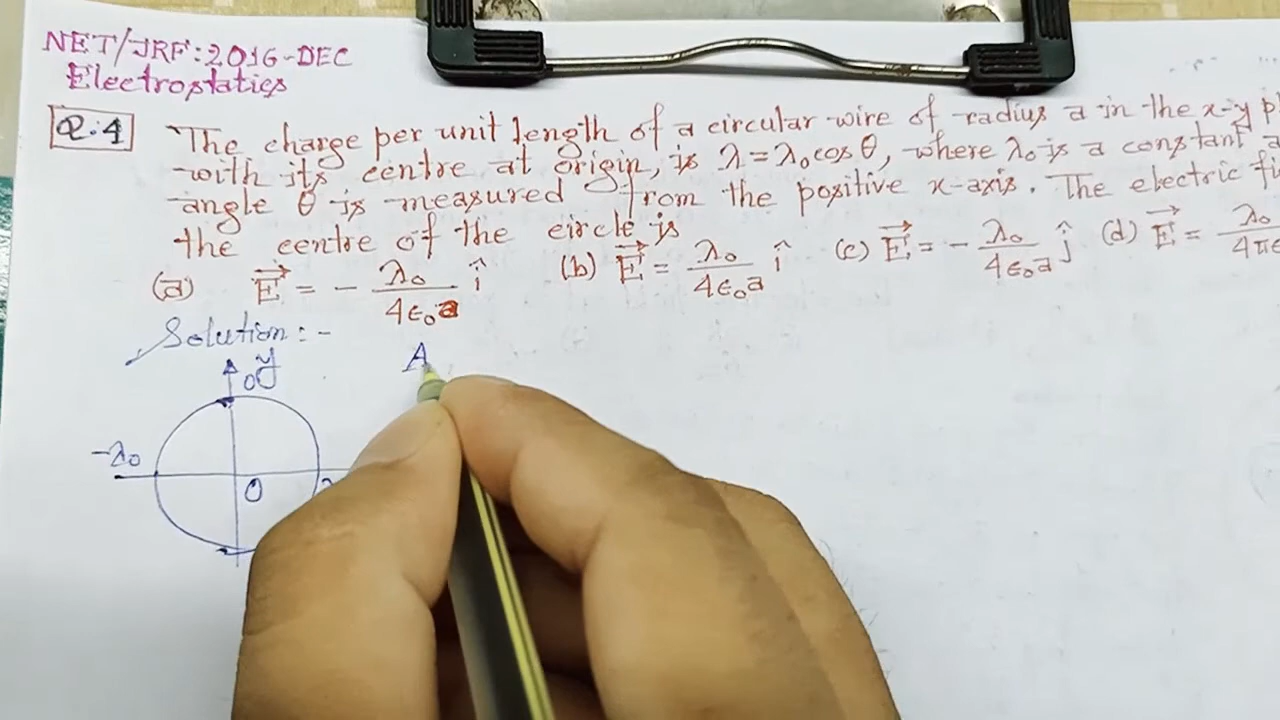 NET/JRF:2016-DEC
Electrostatics
Q.4 The charge per unit length of a circular wire of radius a in the x-y
with its centre at origin, is λ=λ₀cosθ, where λ₀ is a constant
angle θ is measured from the positive x-axis. The electric
the centre of the circle is
(a) E⃗ = - λ₀/4ϵ₀a î (b) E⃗ = λ₀/4ϵ₀a î (c) E⃗ = - λ₀/4ϵ₀a ĵ (d) E⃗ = λ₀/4πϵ
Solution:-
A
y
0
-λ₀
O